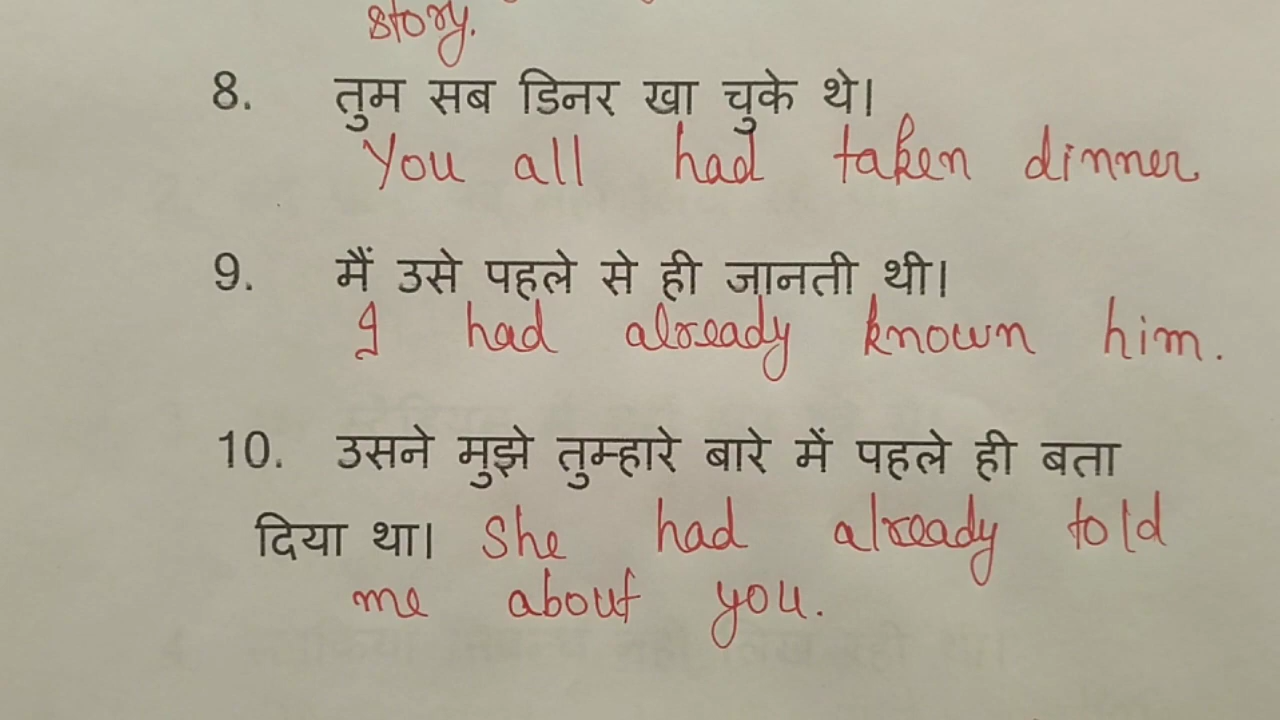 story.
8. तुम सब डिनर खा चुके थे।
You all had taken dinner
9. मैं उसे पहले से ही जानती थी।
I had already known him.
10. उसने मुझे तुम्हारे बारे में पहले ही बता
दिया था। She had already told
me about you.